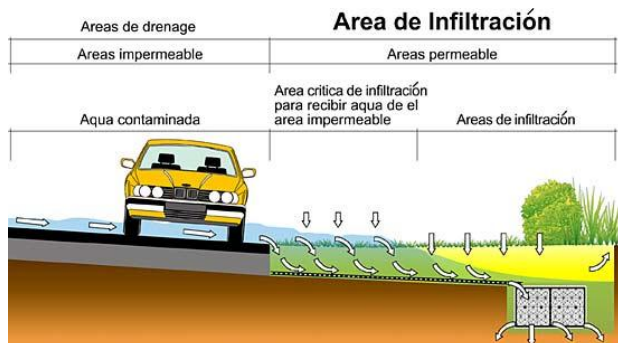 Area de Infiltración
Areas de drenage
Areas impermeable
Areas permeable
Aqua contaminada
Area critica de infiltración
para recibir aqua de el
area impermeable
Areas de infiltración